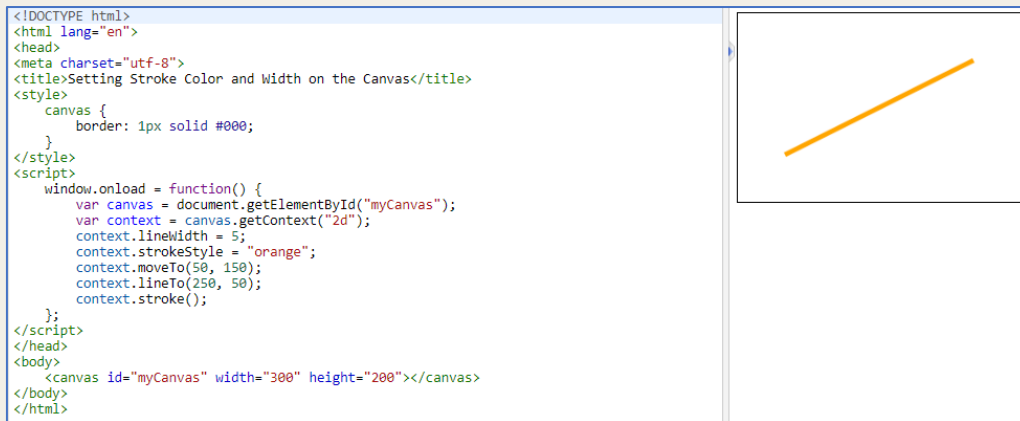 <!DOCTYPE html>
<html lang="en">
<head>
<meta charset="utf-8">
<title>Setting Stroke Color and Width on the Canvas</title>
<style>
    canvas {
        border: 1px solid #000;
    }
</style>
<script>
    window.onload = function() {
        var canvas = document.getElementById("myCanvas");
        var context = canvas.getContext("2d");
        context.lineWidth = 5;
        context.strokeStyle = "orange";
        context.moveTo(50, 150);
        context.lineTo(250, 50);
        context.stroke();
    };
</script>
</head>
<body>
    <canvas id="myCanvas" width="300" height="200"></canvas>
</body>
</html>